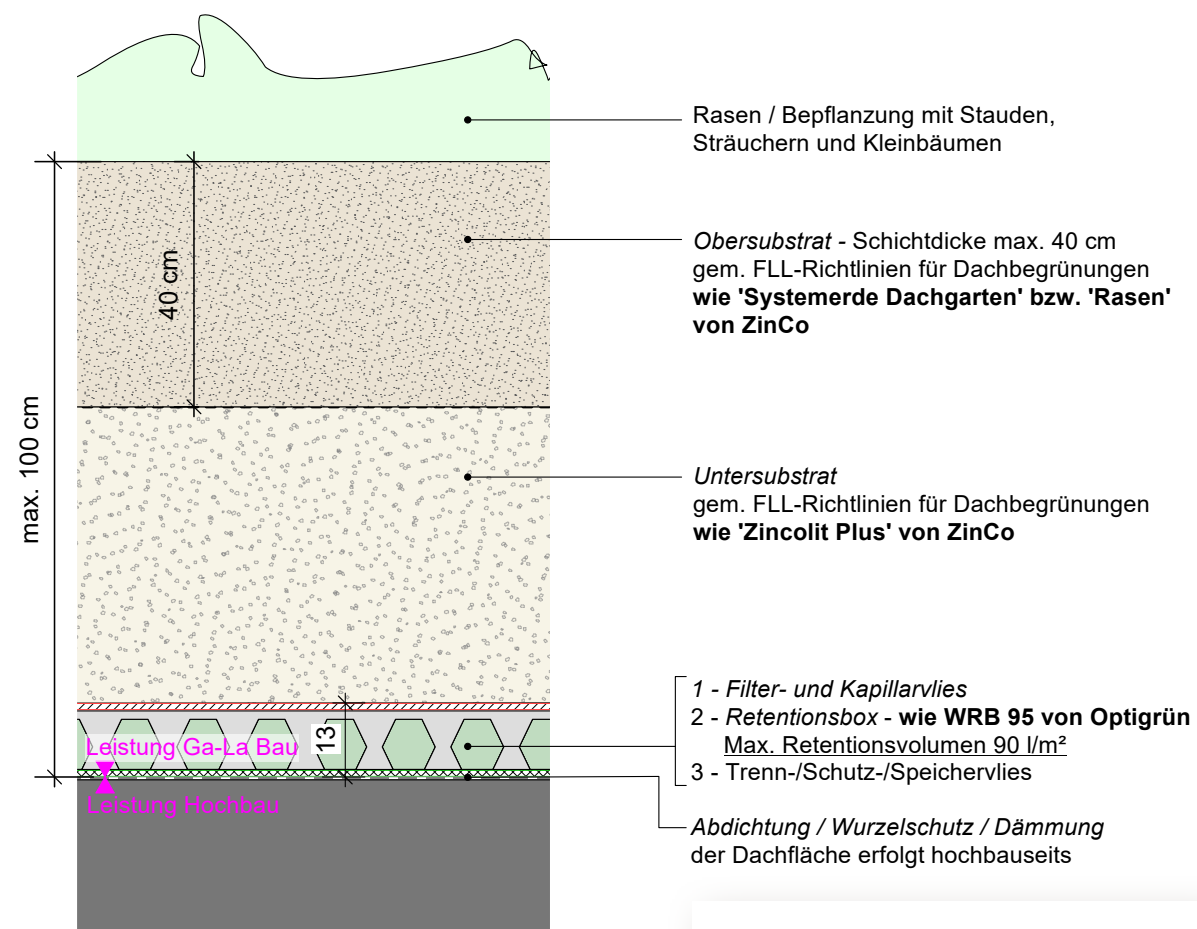 Rasen / Bepflanzung mit Stauden,
Sträuchern und Kleinbäumen
40 cm
Obersubstrat - Schichtdicke max. 40 cm
gem. FLL-Richtlinien für Dachbegrünungen
wie 'Systemerde Dachgarten' bzw. 'Rasen'
von ZinCo
max. 100 cm
Untersubstrat
gem. FLL-Richtlinien für Dachbegrünungen
wie 'Zincolit Plus' von ZinCo
1 - Filter- und Kapillarvlies
2 - Retentionsbox - wie WRB 95 von Optigrün
Max. Retentionsvolumen 90 l/m²
3 - Trenn-/Schutz-/Speichervlies
13
Leistung Ga-La Bau
Leistung Hochbau
Abdichtung / Wurzelschutz / Dämmung
der Dachfläche erfolgt hochbauseits